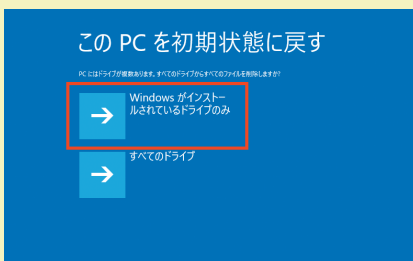 この PC を初期状態に戻す
PC にはドライブが複数あります。すべてのドライブからすべてのファイルを削除しますか?
Windows がインストー
ルされているドライブのみ
すべてのドライブ